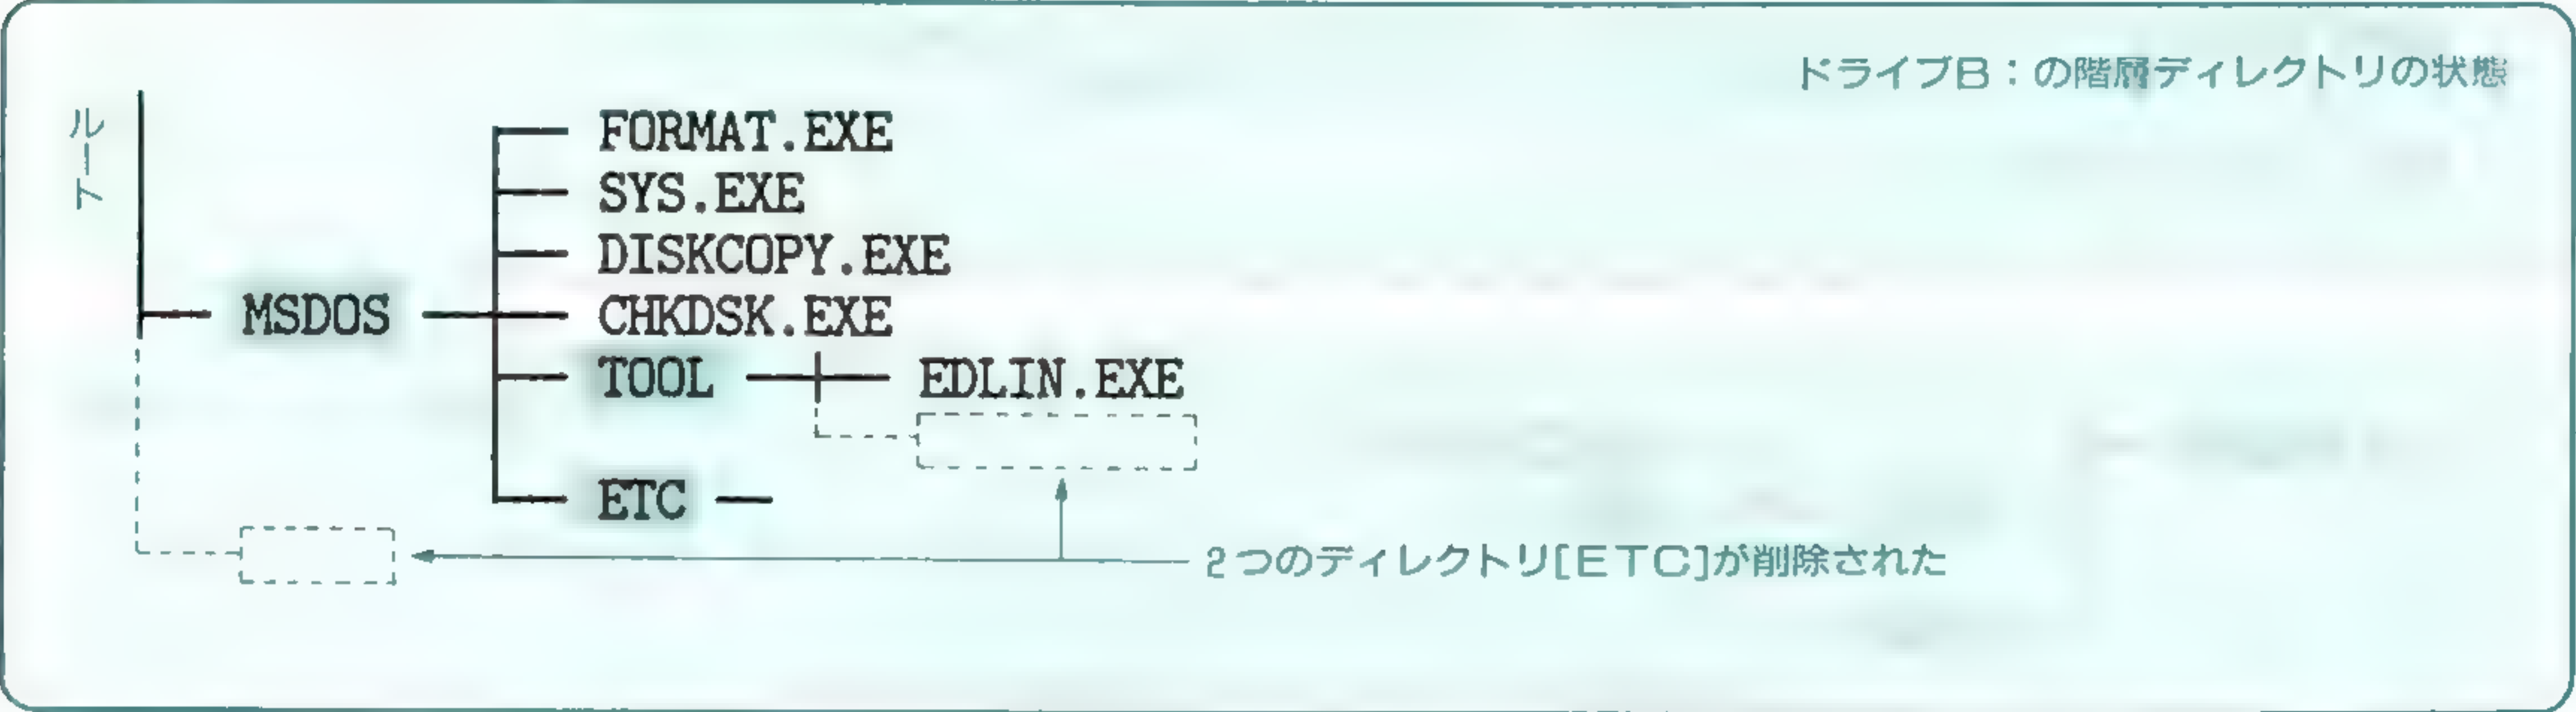 ドライブB：の階層ディレクトリの状態
ルート
FORMAT.EXE
SYS.EXE
DISKCOPY.EXE
MSDOS
CHKDSK.EXE
TOOL
EDLIN.EXE
ETC
2つのディレクトリ[ETC]が削除された